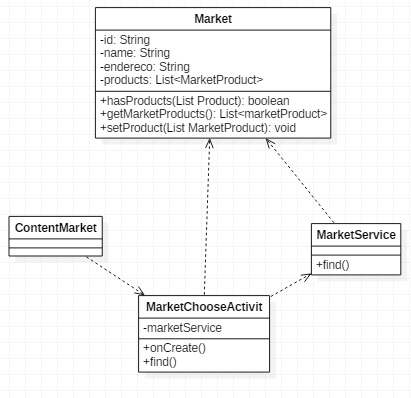 Market
-id: String
-name: String
-endereco: String
-products: List<MarketProduct>
+hasProducts(List Product): boolean
+getMarketProducts(): List<marketProduct>
+setProduct(List MarketProduct): void
ContentMarket
MarketService
+find()
MarketChooseActivit
-marketService
+onCreate()
+find()